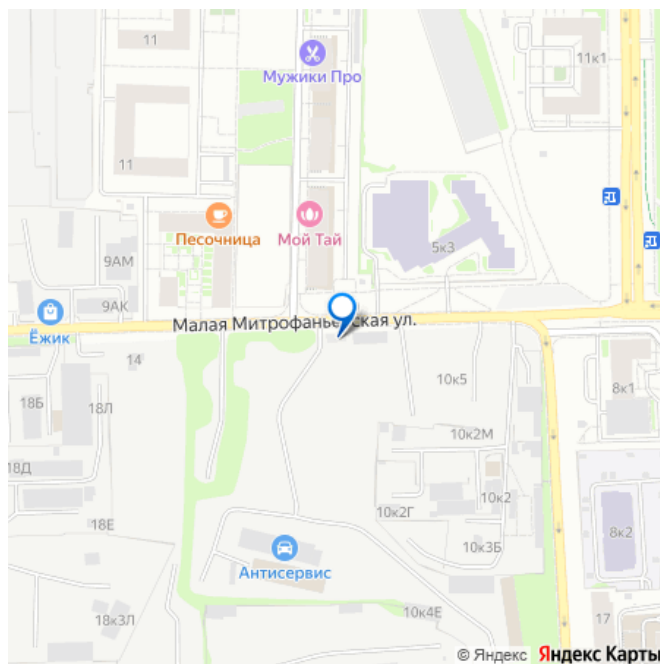 11
11к1
Мужики Про
11
Песочница
Мой Тай
5к3
9АМ
9АК
Ёжик
Малая Митрофаньевская ул.
14
10к5
8к1
18Б
18Л
10к2М
18Д
10к2
10к2Г
18Е
10к3Б
8к2
Антисервис
18к3Л
10к4Е
17
© Яндекс Яндекс Карты